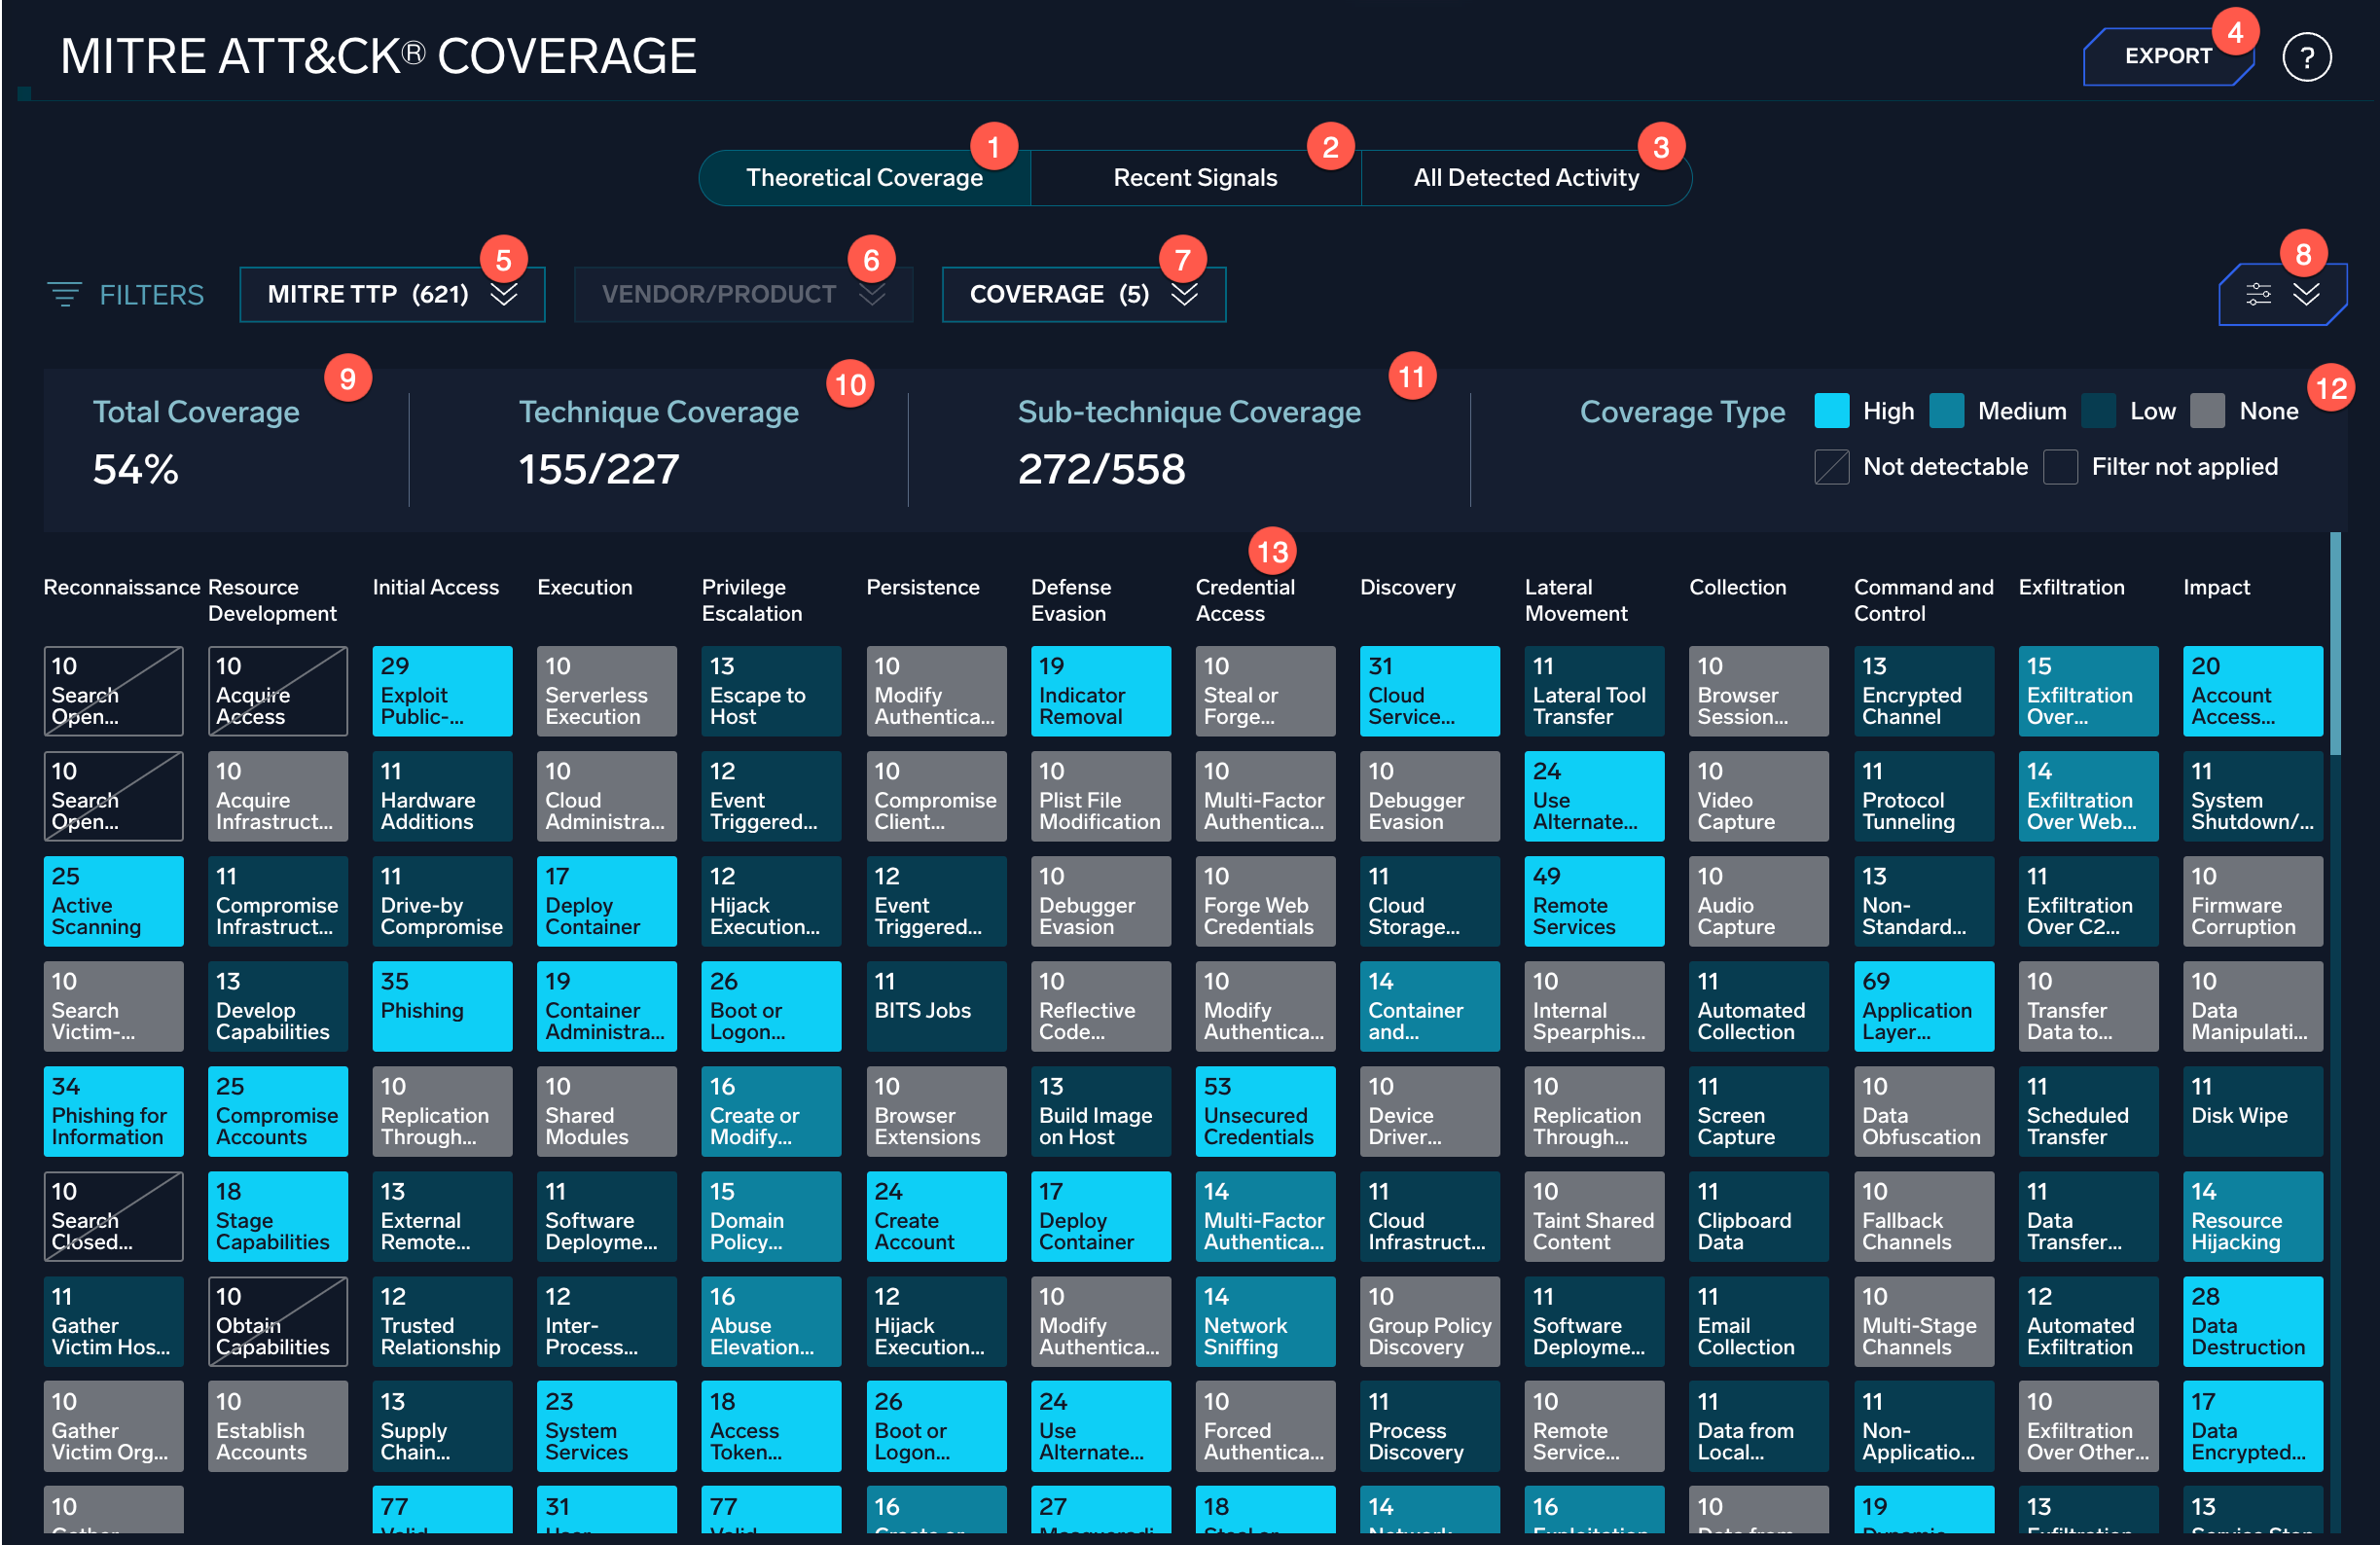 MITRE ATT&CK® COVERAGE
EXPORT
4
?
1
2
3
Theoretical Coverage
Recent Signals
All Detected Activity
5
6
7
8
FILTERS
MITRE TTP (621)
VENDOR/PRODUCT
COVERAGE (5)
9
10
11
12
Total Coverage
Technique Coverage
Sub-technique Coverage
Coverage Type
High
Medium
Low
None
54%
155/227
272/558
Not detectable
Filter not applied
13
Reconnaissance
Resource
Development
Initial Access
Execution
Privilege
Escalation
Persistence
Defense
Evasion
Credential
Access
Discovery
Lateral
Movement
Collection
Command and
Control
Exfiltration
Impact
10
Search
Open...
10
Acquire
Access
29
Exploit
Public-...
10
Serverless
Execution
13
Escape to
Host
10
Modify
Authentica...
19
Indicator
Removal
10
Steal or
Forge...
31
Cloud
Service...
11
Lateral Tool
Transfer
10
Browser
Session...
13
Encrypted
Channel
15
Exfiltration
Over...
20
Account
Access...
10
Search
Open...
10
Acquire
Infrastruct...
11
Hardware
Additions
10
Cloud
Administra...
12
Event
Triggered...
10
Compromise
Client...
10
Plist File
Modification
10
Multi-Factor
Authentica...
10
Debugger
Evasion
24
Use
Alternate...
10
Video
Capture
11
Protocol
Tunneling
14
Exfiltration
Over Web...
11
System
Shutdown/...
25
Active
Scanning
11
Compromise
Infrastruct...
11
Drive-by
Compromise
17
Deploy
Container
12
Hijack
Execution...
12
Event
Triggered...
10
Debugger
Evasion
10
Forge Web
Credentials
11
Cloud
Storage...
49
Remote
Services
10
Audio
Capture
13
Non-
Standard...
11
Exfiltration
Over C2...
10
Firmware
Corruption
10
Search
Victim-...
13
Develop
Capabilities
35
Phishing
19
Container
Administra...
26
Boot or
Logon...
11
BITS Jobs
10
Reflective
Code...
10
Modify
Authentica...
14
Container
and...
10
Internal
Spearphis...
11
Automated
Collection
69
Application
Layer...
10
Transfer
Data to...
10
Data
Manipulati...
34
Phishing for
Information
25
Compromise
Accounts
10
Replication
Through...
10
Shared
Modules
16
Create or
Modify...
10
Browser
Extensions
13
Build Image
on Host
53
Unsecured
Credentials
10
Device
Driver...
10
Replication
Through...
11
Screen
Capture
10
Data
Obfuscation
11
Scheduled
Transfer
11
Disk Wipe
10
Search
Closed...
18
Stage
Capabilities
13
External
Remote...
11
Software
Deployme...
15
Domain
Policy...
24
Create
Account
17
Deploy
Container
14
Multi-Factor
Authentica...
11
Cloud
Infrastruct...
10
Taint Shared
Content
11
Clipboard
Data
10
Fallback
Channels
11
Data
Transfer...
14
Resource
Hijacking
11
Gather
Victim Hos...
10
Obtain
Capabilities
12
Trusted
Relationship
12
Inter-
Process...
16
Abuse
Elevation...
12
Hijack
Execution...
10
Modify
Authentica...
14
Network
Sniffing
10
Group Policy
Discovery
11
Software
Deployme...
11
Email
Collection
10
Multi-Stage
Channels
12
Automated
Exfiltration
28
Data
Destruction
10
Gather
Victim Org...
10
Establish
Accounts
13
Supply
Chain...
23
System
Services
18
Access
Token...
26
Boot or
Logon...
24
Use
Alternate...
10
Forced
Authentica...
11
Process
Discovery
10
Remote
Service...
11
Data from
Local...
11
Non-
Applicatio...
10
Exfiltration
Over Other...
17
Data
Encrypted...
10
Gather
77
Valid
31
User
77
Valid
16
Create or
27
Masqueradi
18
Steal or
14
Network
16
Exploitation
10
Data from
19
Dynamic
13
Exfiltration
13
Service Stop